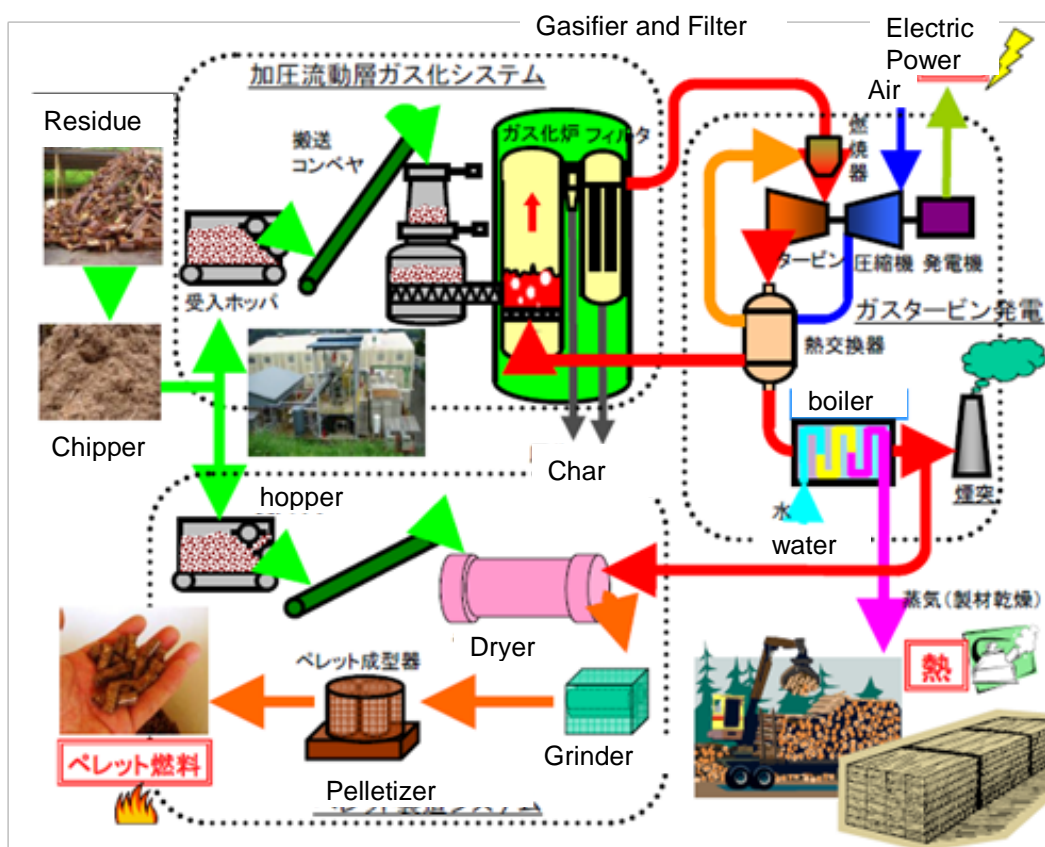 Gasifier and Filter
Electric
Power
Air
加圧流動層ガス化システム
Residue
搬送
コンベヤ
ガス化炉
フィルタ
燃
焼
器
受入ホッパ
タービン
圧縮機
発電機
ガスタービン発電
熱交換器
Chipper
boiler
Char
煙突
hopper
水
water
蒸気(製材乾燥)
Dryer
熱
ペレット成型器
Grinder
ペレット燃料
Pelletizer